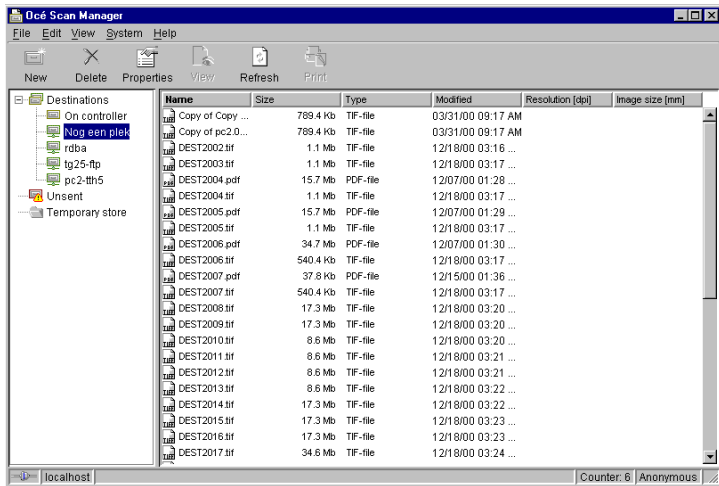 Océ Scan Manager
File Edit View System Help
New Delete Properties View Refresh Print
Destinations
On controller
Nog een plek
rdba
tg25-ftp
pc2-tth5
Unsent
Temporary store
Name Size Type Modified Resolution [dpi] Image size [mm]
Copy of Copy ... 789.4 Kb TIF-file 03/31/00 09:17 AM
Copy of pc2.0... 789.4 Kb TIF-file 03/31/00 09:17 AM
DEST2002.tif 1.1 Mb TIF-file 12/18/00 03:16 ...
DEST2003.tif 1.1 Mb TIF-file 12/18/00 03:17 ...
DEST2004.pdf 15.7 Mb PDF-file 12/07/00 01:28 ...
DEST2004.tif 1.1 Mb TIF-file 12/18/00 03:17 ...
DEST2005.pdf 15.7 Mb PDF-file 12/07/00 01:29 ...
DEST2005.tif 1.1 Mb TIF-file 12/18/00 03:17 ...
DEST2006.pdf 34.7 Mb PDF-file 12/07/00 01:30 ...
DEST2006.tif 540.4 Kb TIF-file 12/18/00 03:17 ...
DEST2007.pdf 37.8 Kb PDF-file 12/15/00 01:36 ...
DEST2007.tif 540.4 Kb TIF-file 12/18/00 03:17 ...
DEST2008.tif 17.3 Mb TIF-file 12/18/00 03:20 ...
DEST2009.tif 17.3 Mb TIF-file 12/18/00 03:20 ...
DEST2010.tif 8.6 Mb TIF-file 12/18/00 03:20 ...
DEST2011.tif 8.6 Mb TIF-file 12/18/00 03:21 ...
DEST2012.tif 8.6 Mb TIF-file 12/18/00 03:21 ...
DEST2013.tif 8.6 Mb TIF-file 12/18/00 03:22 ...
DEST2014.tif 17.3 Mb TIF-file 12/18/00 03:22 ...
DEST2015.tif 17.3 Mb TIF-file 12/18/00 03:23 ...
DEST2016.tif 17.3 Mb TIF-file 12/18/00 03:23 ...
DEST2017.tif 34.6 Mb TIF-file 12/18/00 03:24 ...
localhost Counter: 6 Anonymous